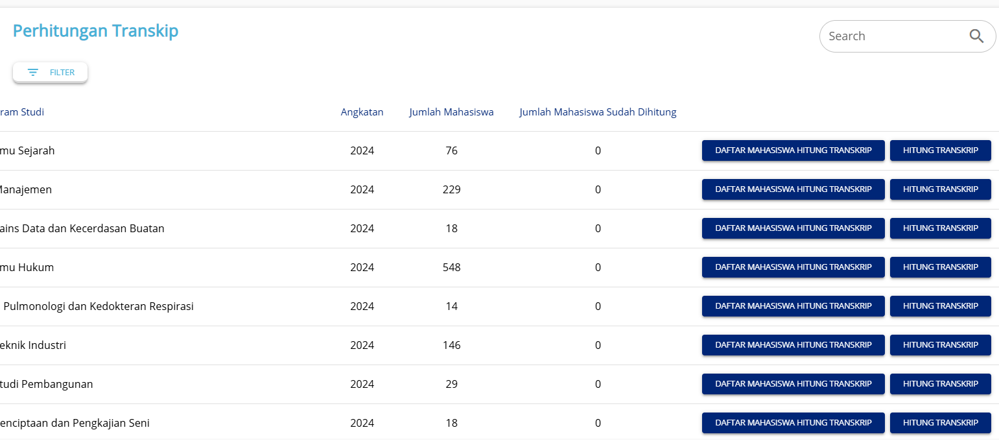 Perhitungan Transkip
Search
FILTER
ram Studi Angkatan Jumlah Mahasiswa Jumlah Mahasiswa Sudah Dihitung
mu Sejarah 2024 76 0 DAFTAR MAHASISWA HITUNG TRANSKRIP HITUNG TRANSKRIP
Manajemen 2024 229 0 DAFTAR MAHASISWA HITUNG TRANSKRIP HITUNG TRANSKRIP
ains Data dan Kecerdasan Buatan 2024 18 0 DAFTAR MAHASISWA HITUNG TRANSKRIP HITUNG TRANSKRIP
mu Hukum 2024 548 0 DAFTAR MAHASISWA HITUNG TRANSKRIP HITUNG TRANSKRIP
Pulmonologi dan Kedokteran Respirasi 2024 14 0 DAFTAR MAHASISWA HITUNG TRANSKRIP HITUNG TRANSKRIP
eknik Industri 2024 146 0 DAFTAR MAHASISWA HITUNG TRANSKRIP HITUNG TRANSKRIP
tudi Pembangunan 2024 29 0 DAFTAR MAHASISWA HITUNG TRANSKRIP HITUNG TRANSKRIP
enciptaan dan Pengkajian Seni 2024 18 0 DAFTAR MAHASISWA HITUNG TRANSKRIP HITUNG TRANSKRIP